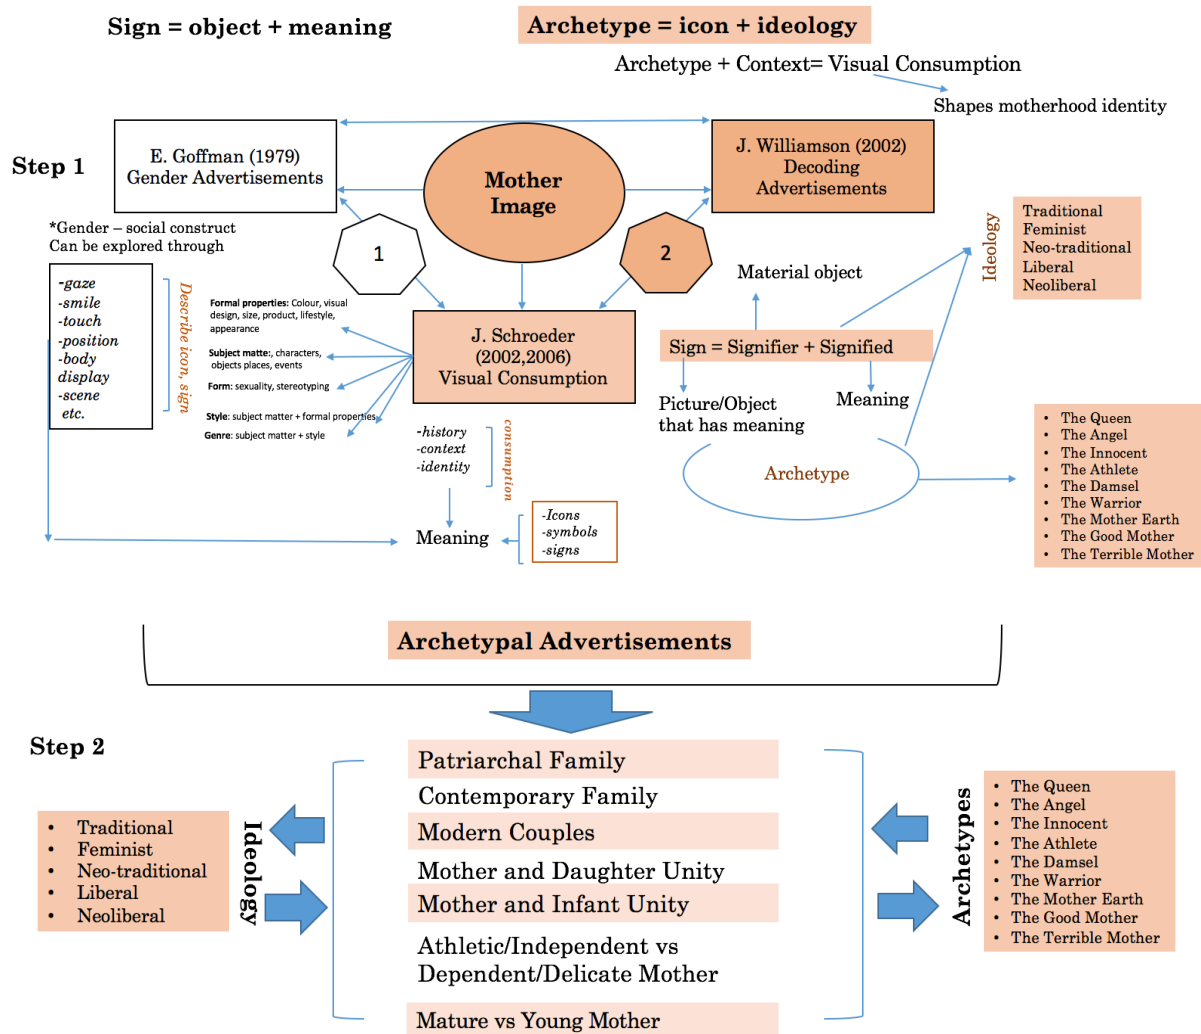 Sign = object + meaning
Archetype = icon + ideology
Archetype + Context= Visual Consumption
Shapes motherhood identity
Step 1
E. Goffman (1979)
Gender Advertisements
Mother
Image
J. Williamson (2002)
Decoding
Advertisements
*Gender – social construct
Can be explored through
-gaze
-smile
-touch
-position
-body
display
-scene
etc.
Describe icon, sign
1
2
Formal properties: Colour, visual
design, size, product, lifestyle,
appearance
Subject matte:, characters,
objects places, events
Form: sexuality, stereotyping
Style: subject matter + formal properties
Genre: subject matter + style
J. Schroeder
(2002,2006)
Visual Consumption
-history
-context
-identity
consumption
Meaning
-Icons
-symbols
-signs
Material object
Sign = Signifier + Signified
Picture/Object
that has meaning
Meaning
Archetype
Ideology
Traditional
Feminist
Neo-traditional
Liberal
Neoliberal
• The Queen
• The Angel
• The Innocent
• The Athlete
• The Damsel
• The Warrior
• The Mother Earth
• The Good Mother
• The Terrible Mother
Archetypal Advertisements
Step 2
• Traditional
• Feminist
• Neo-traditional
• Liberal
• Neoliberal
Ideology
Patriarchal Family
Contemporary Family
Modern Couples
Mother and Daughter Unity
Mother and Infant Unity
Athletic/Independent vs
Dependent/Delicate Mother
Mature vs Young Mother
Archetypes
• The Queen
• The Angel
• The Innocent
• The Athlete
• The Damsel
• The Warrior
• The Mother Earth
• The Good Mother
• The Terrible Mother